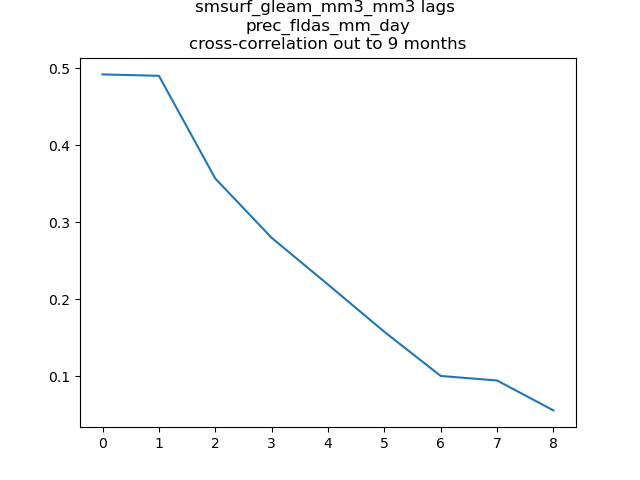 smsurf_gleam_mm3_mm3 lags
prec_fldas_mm_day
cross-correlation out to 9 months
0.5
0.4
0.3
0.2
0.1
0 1 2 3 4 5 6 7 8